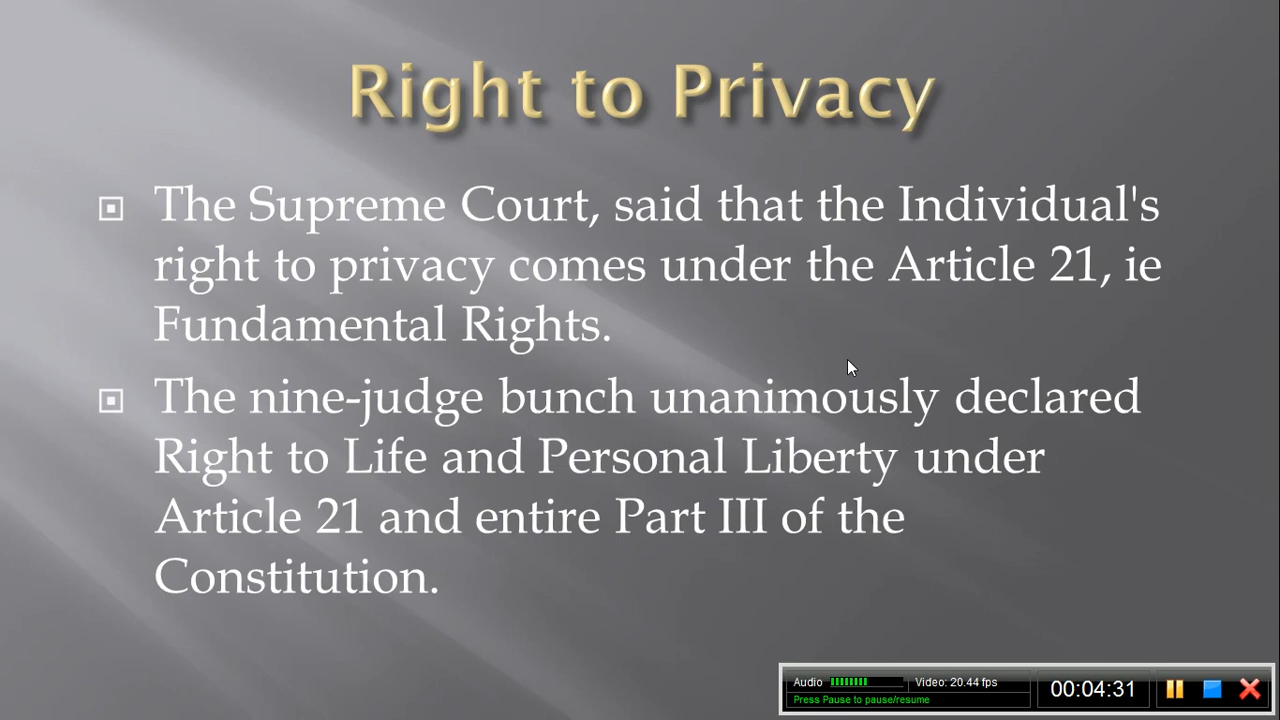 Right to Privacy
The Supreme Court, said that the Individual's
right to privacy comes under the Article 21, ie
Fundamental Rights.
The nine-judge bunch unanimously declared
Right to Life and Personal Liberty under
Article 21 and entire Part III of the
Constitution.
Audio Video: 20.44 fps
Press Pause to pause/resume
00:04:31